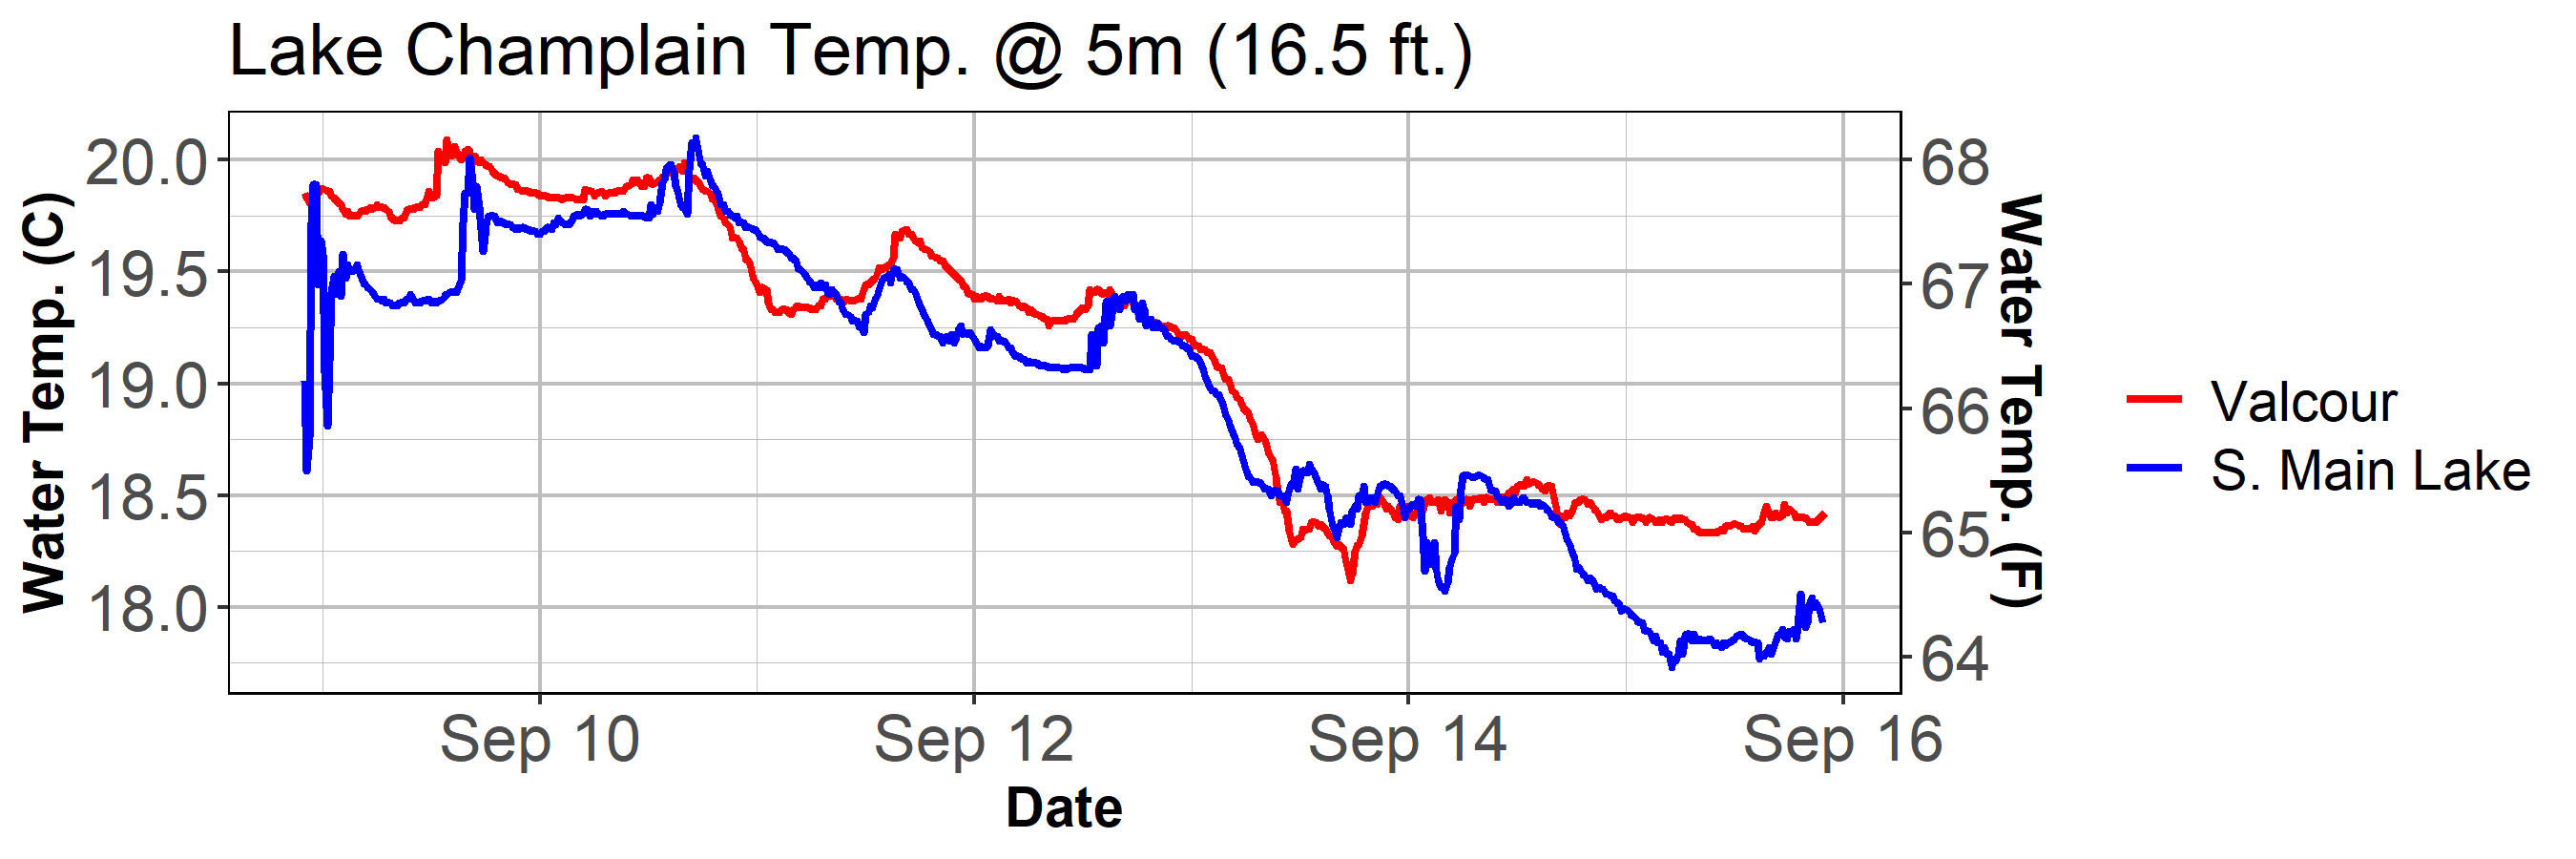 Lake Champlain Temp. @ 5m (16.5 ft.)
Water Temp. (C)
20.0
19.5
19.0
18.5
18.0
68
67
66
65
64
Water Temp. (F)
Sep 10
Sep 12
Sep 14
Sep 16
Date
Valcour
S. Main Lake